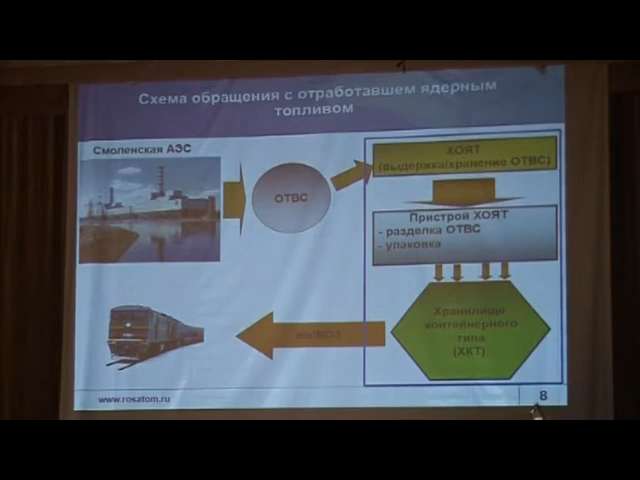 Схема обращения с отработавшем ядерным
топливом
Смоленская АЭС
ОТВС
ХОЯТ
(выдержка/хранение ОТВС)
Пристрой ХОЯТ
- разделка ОТВС
- упаковка
Хранилище
контейнерного
типа
(ХКТ)
вывоз
www.rosatom.ru
8